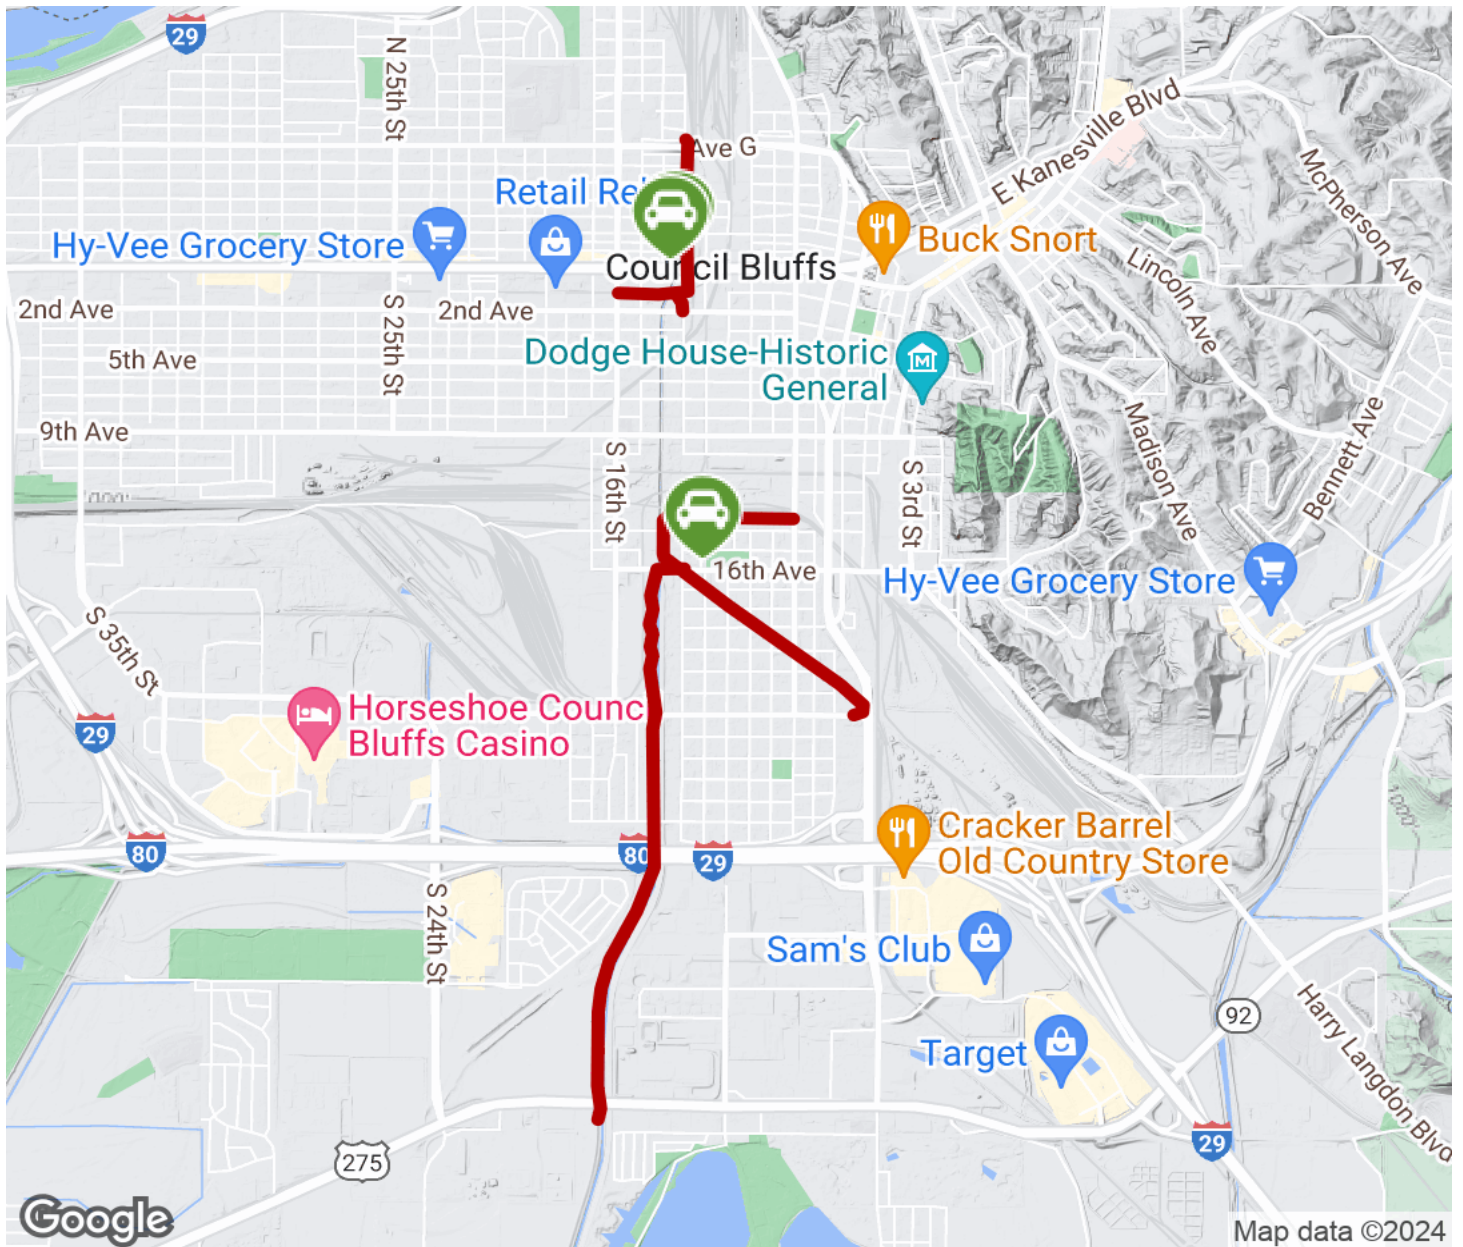 29
N 25th St
Ave G
E Kanesville Blvd
McPherson Ave
Retail Re
Hy-Vee Grocery Store
Buck Snort
Council Bluffs
Lincoln Ave
2nd Ave
2nd Ave
S 25th St
Dodge House-Historic
General
5th Ave
9th Ave
Madison Ave
Bennett Ave
S 16th St
S 3rd St
16th Ave
Hy-Vee Grocery Store
S 35th St
Horseshoe Counc
Bluffs Casino
29
80
80
29
Cracker Barrel
Old Country Store
S 24th St
Sam's Club
92
Harry Langdon Blvd
Target
29
275
Google
Map data ©2024